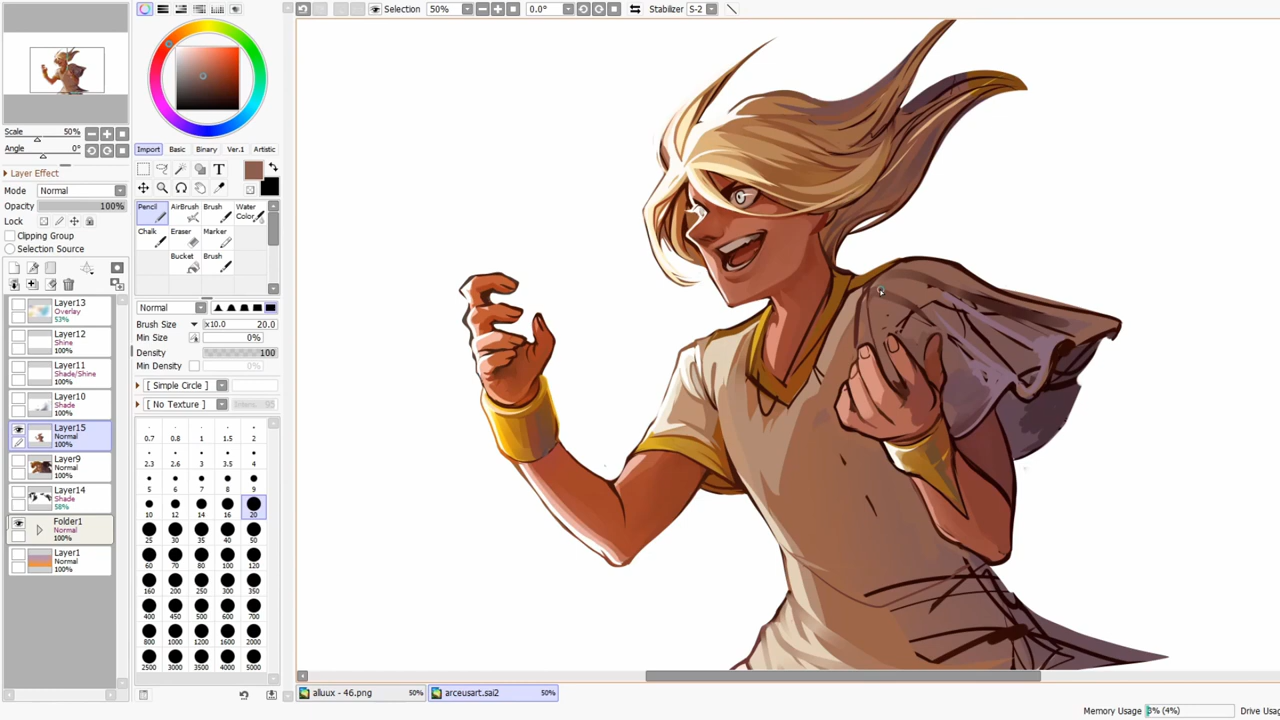 Selection 50% 0.0° Stabilizer S-2
Scale 50%
Angle 0°
Layer Effect
Mode Normal
Opacity 100%
Lock
Clipping Group
Selection Source
Layer13
Overlay
53%
Layer12
Shine
100%
Layer11
Shade/Shine
100%
Layer10
Shade
100%
Layer15
Normal
100%
Layer9
Normal
100%
Layer14
Shade
58%
Folder1
Normal
100%
Layer1
Normal
100%
Import Basic Binary Ver.1 Artistic
Pencil AirBrush Brush Water Color
Chalk Eraser Marker
Bucket Brush
Normal
Brush Size x10.0 20.0
Min Size 0%
Density 100
Min Density
[ Simple Circle ]
[ No Texture ]
0.7 0.8 1 1.5 2
2.3 2.6 3 3.5 4
5 6 7 8 9
10 12 14 16 20
25 30 35 40 50
60 70 80 100 120
160 200 250 300 350
400 450 500 600 700
800 1000 1200 1600 2000
2500 3000 3500 4000 5000
alluux - 46.png 50% arceusart.sai2 50%
Memory Usage 3% (4%) Drive Usag